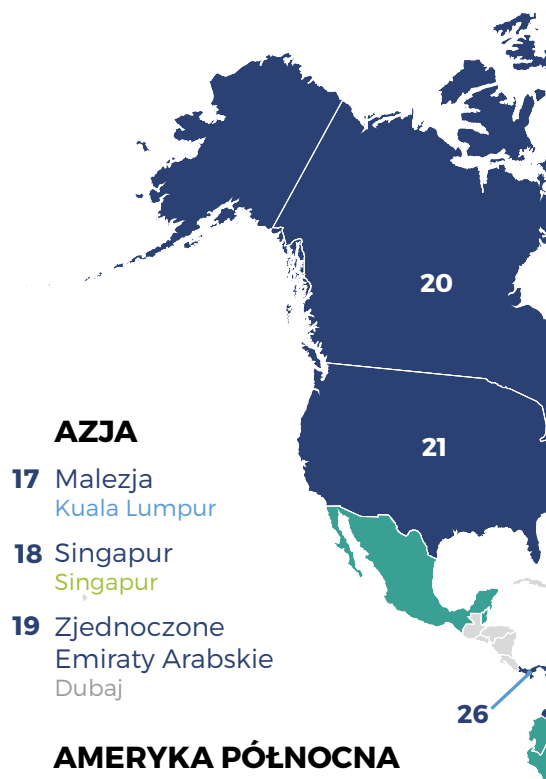 20
21
AZJA
17 Malezja
Kuala Lumpur
18 Singapur
Singapur
19 Zjednoczone
Emiraty Arabskie
Dubaj
26
AMERYKA PÓŁNOCNA